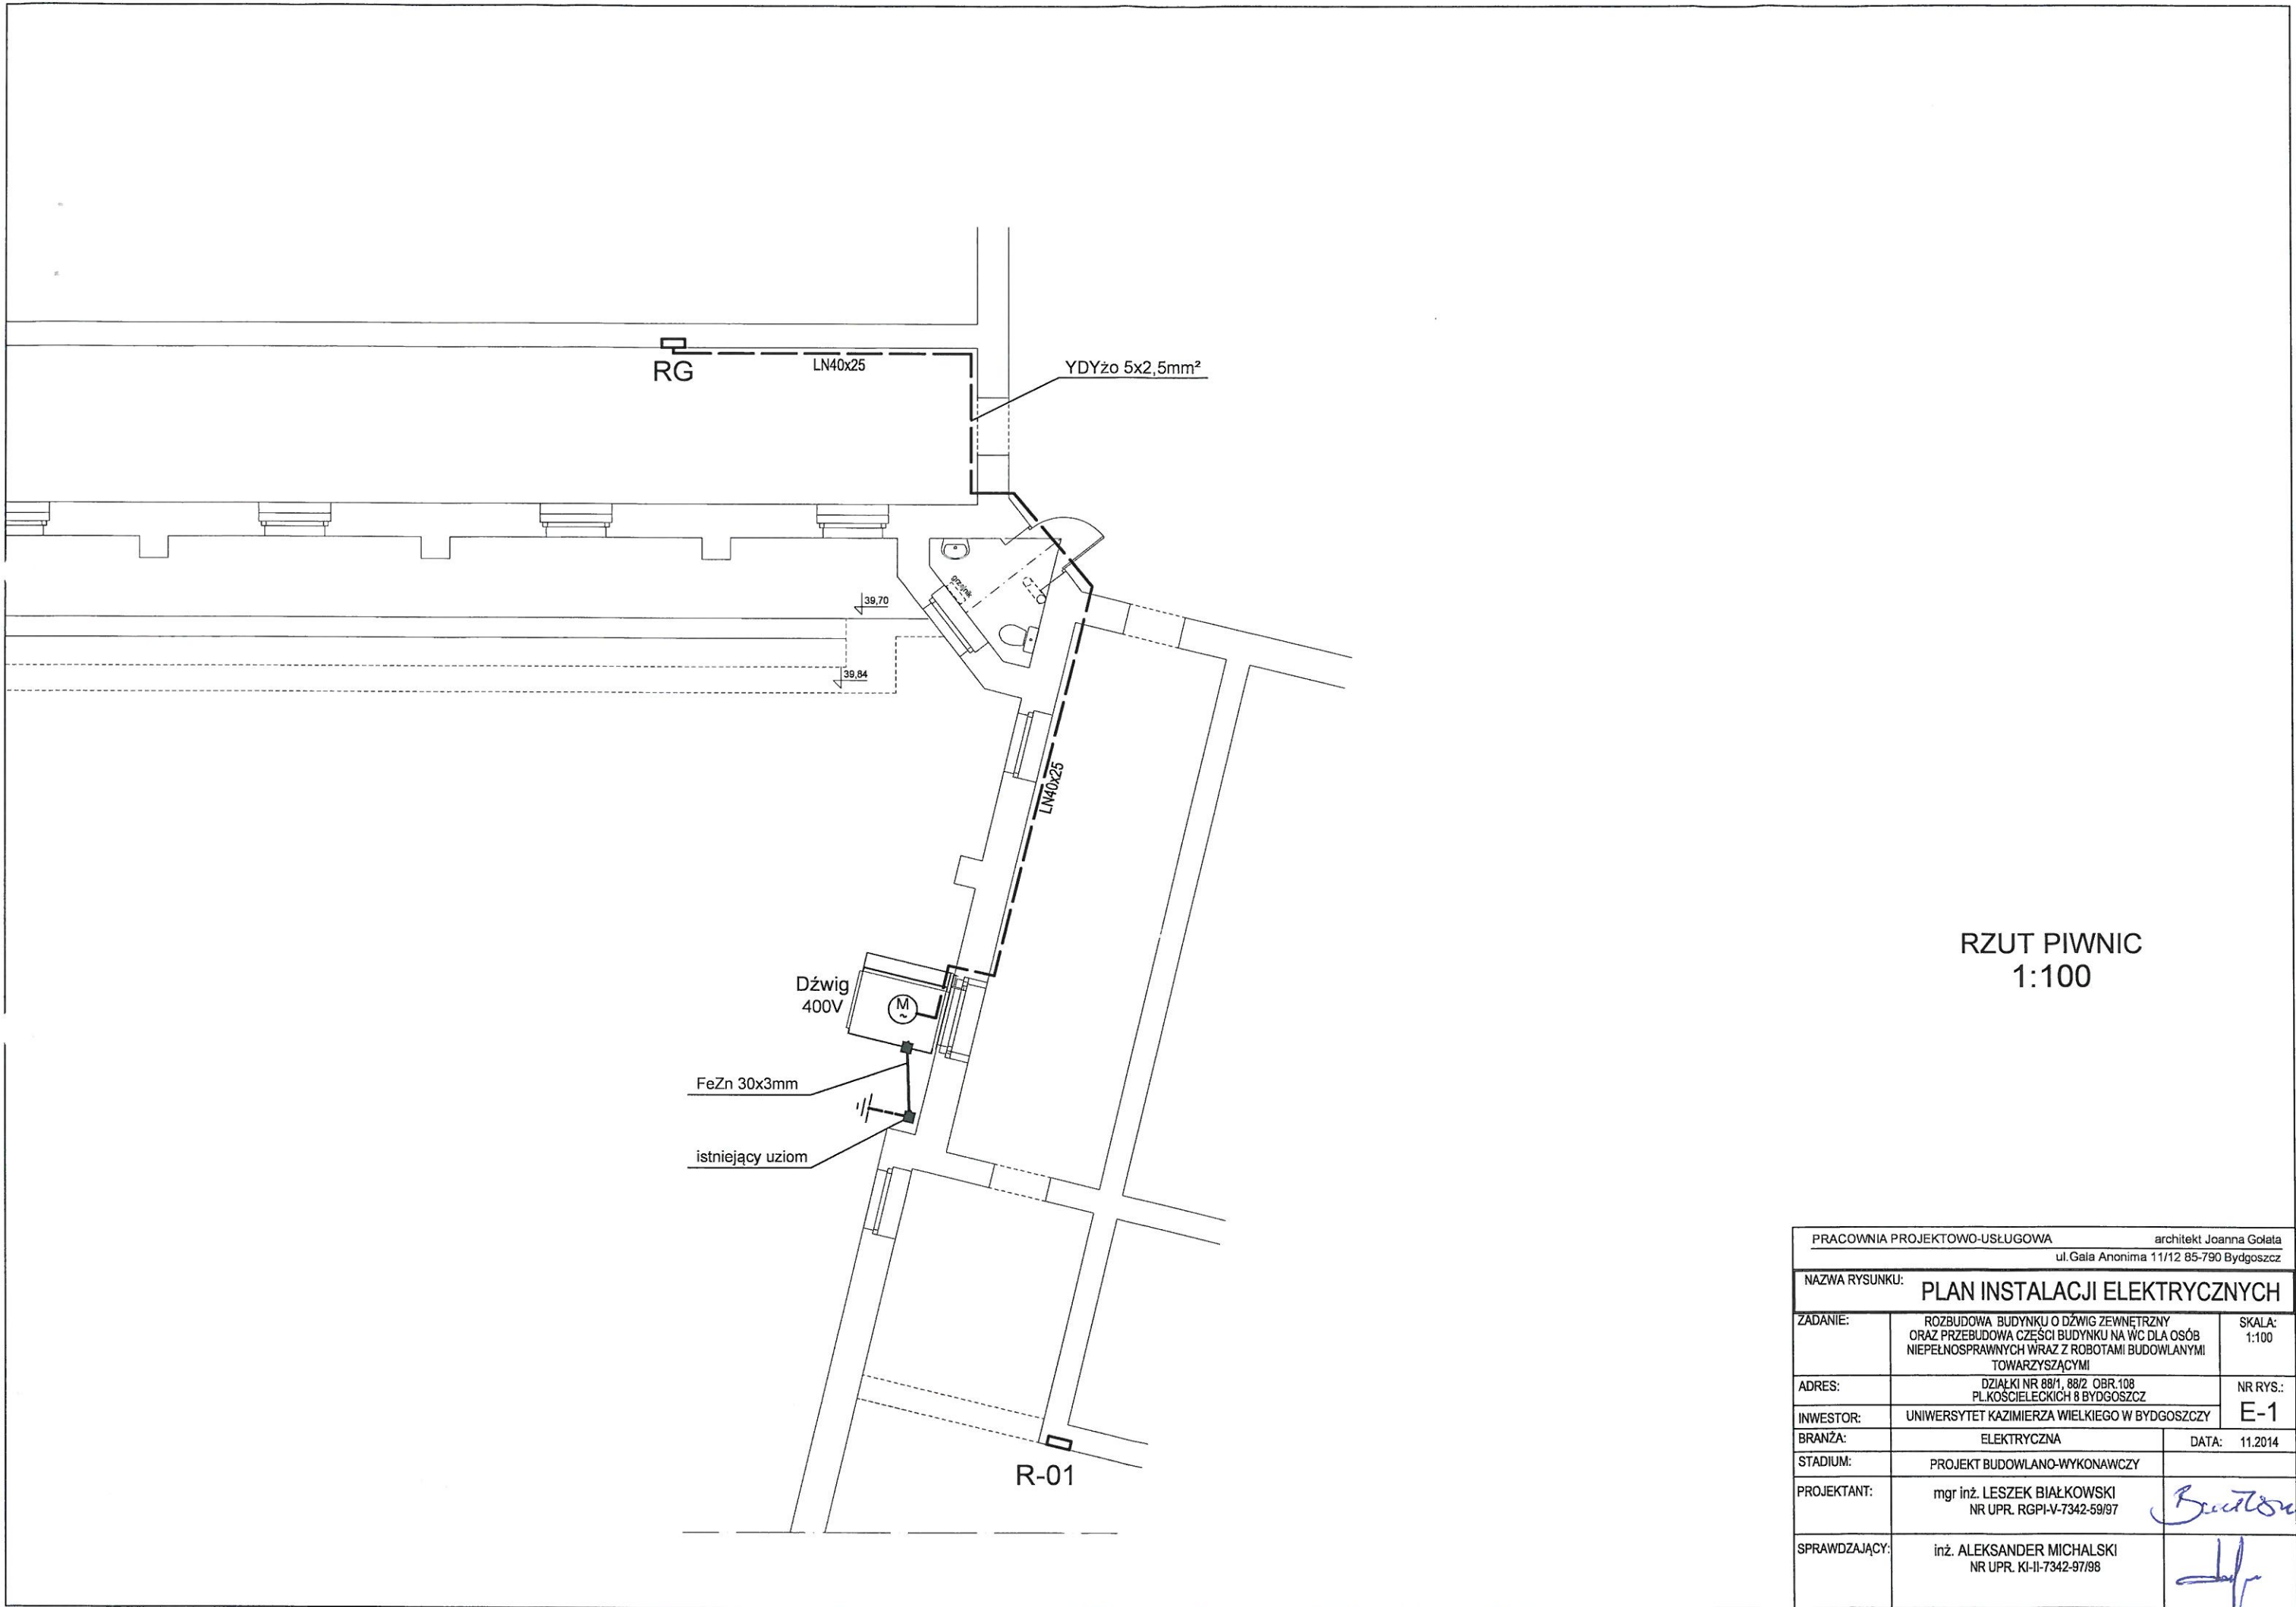 RG
LN40x25
YDYżo 5x2,5mm²
grzejnik
39,70
39,84
LN40x25
Dźwig
400V
M
~
FeZn 30x3mm
istniejący uziom
R-01
RZUT PIWNIC
1:100
PRACOWNIA PROJEKTOWO-USŁUGOWA architekt Joanna Gołata
ul.Gala Anonima 11/12 85-790 Bydgoszcz
NAZWA RYSUNKU: PLAN INSTALACJI ELEKTRYCZNYCH
ZADANIE:
ROZBUDOWA BUDYNKU O DŹWIG ZEWNĘTRZNY
ORAZ PRZEBUDOWA CZĘŚCI BUDYNKU NA WC DLA OSÓB
NIEPEŁNOSPRAWNYCH WRAZ Z ROBOTAMI BUDOWLANYMI
TOWARZYSZĄCYMI
SKALA:
1:100
ADRES:
DZIAŁKI NR 88/1, 88/2 OBR.108
PL.KOŚCIELECKICH 8 BYDGOSZCZ
NR RYS.:
E-1
INWESTOR: UNIWERSYTET KAZIMIERZA WIELKIEGO W BYDGOSZCZY
BRANŻA: ELEKTRYCZNA DATA: 11.2014
STADIUM: PROJEKT BUDOWLANO-WYKONAWCZY
PROJEKTANT: mgr inż. LESZEK BIAŁKOWSKI
NR UPR. RGPI-V-7342-59/97
SPRAWDZAJĄCY: inż. ALEKSANDER MICHALSKI
NR UPR. KI-II-7342-97/98